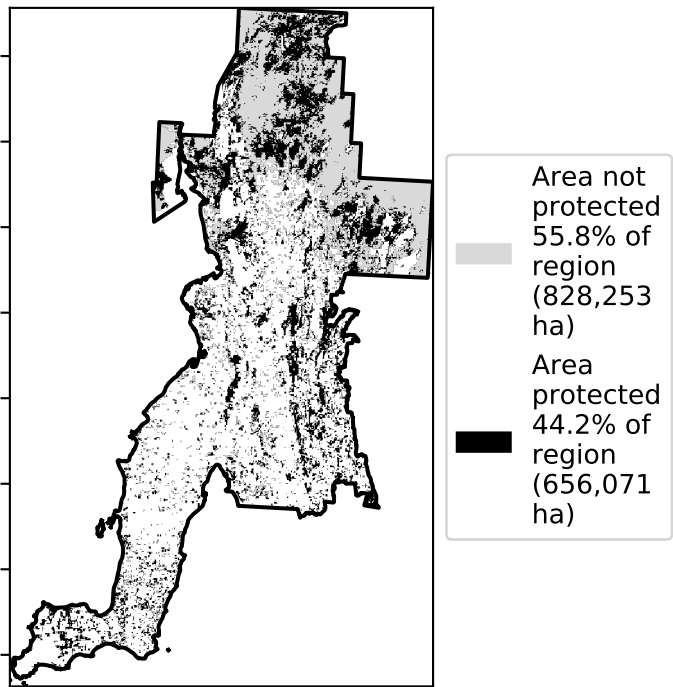 Area not
protected
55.8% of
region
(828,253
ha)
Area
protected
44.2% of
region
(656,071
ha)